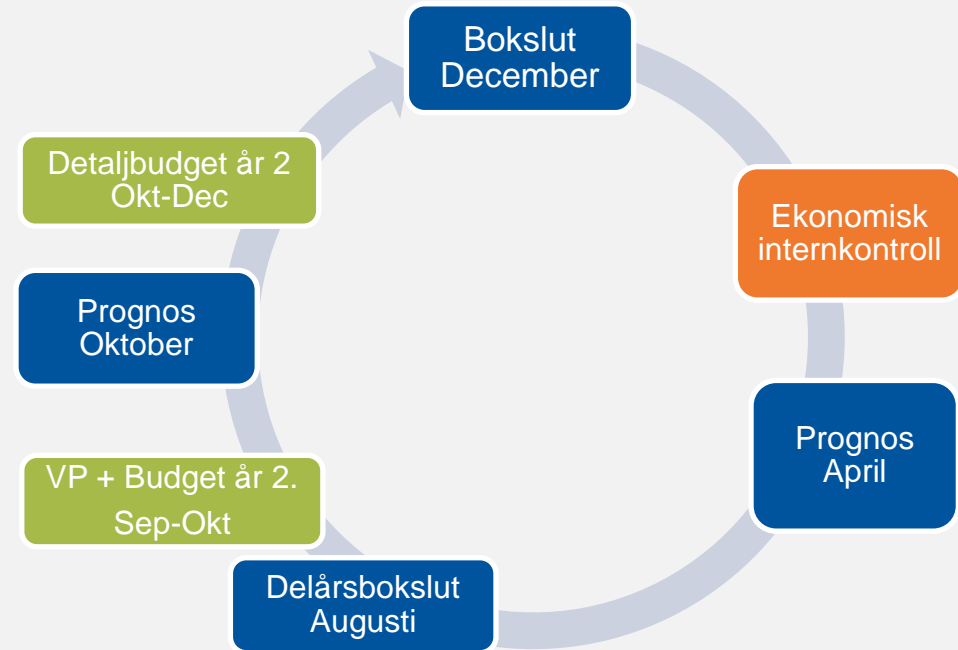 Bokslut
December
Ekonomisk
internkontroll
Prognos
April
Delårsbokslut
Augusti
VP + Budget år 2.
Sep-Okt
Prognos
Oktober
Detaljbudget år 2
Okt-Dec